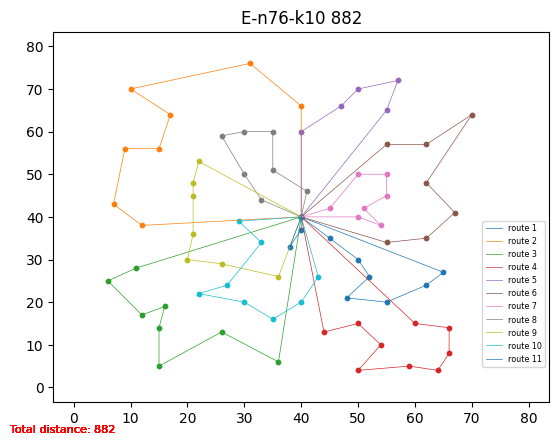 E-n76-k10 882
80
70
60
50
40
30
20
10
0
0 10 20 30 40 50 60 70 80
route 1
route 2
route 3
route 4
route 5
route 6
route 7
route 8
route 9
route 10
route 11
Total distance: 882